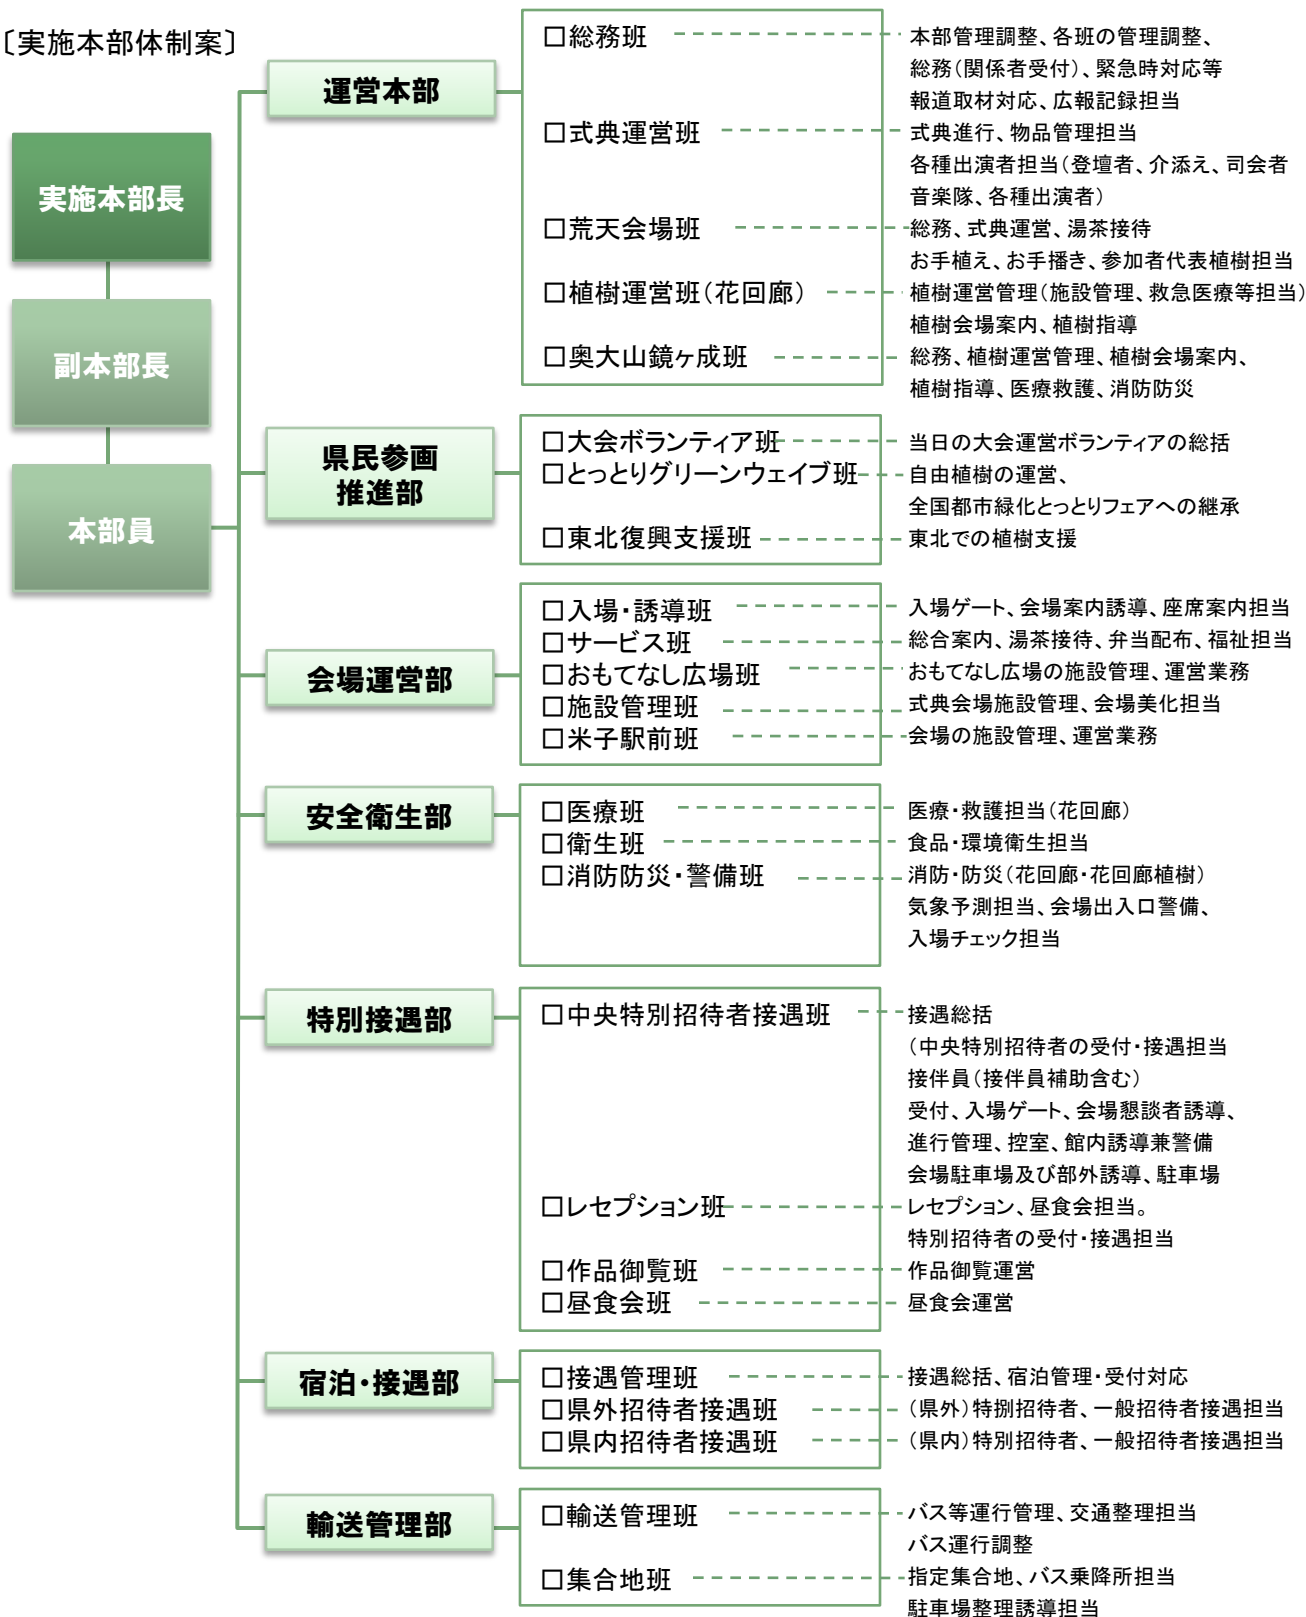 〔実施本部体制案〕
実施本部長
副本部長
本部員
運営本部
□総務班
本部管理調整、各班の管理調整、
総務(関係者受付)、緊急時対応等
報道取材対応、広報記録担当
□式典運営班
式典進行、物品管理担当
各種出演者担当(登壇者、介添え、司会者
音楽隊、各種出演者)
□荒天会場班
総務、式典運営、湯茶接待
お手植え、お手播き、参加者代表植樹担当
□植樹運営班(花回廊)
植樹運営管理(施設管理、救急医療等担当)
植樹会場案内、植樹指導
□奥大山鏡ヶ成班
総務、植樹運営管理、植樹会場案内、
植樹指導、医療救護、消防防災
県民参画
推進部
□大会ボランティア班
当日の大会運営ボランティアの総括
□とっとりグリーンウェイブ班
自由植樹の運営、
全国都市緑化とっとりフェアへの継承
□東北復興支援班
東北での植樹支援
会場運営部
□入場・誘導班
入場ゲート、会場案内誘導、座席案内担当
□サービス班
総合案内、湯茶接待、弁当配布、福祉担当
□おもてなし広場班
おもてなし広場の施設管理、運営業務
□施設管理班
式典会場施設管理、会場美化担当
□米子駅前班
会場の施設管理、運営業務
安全衛生部
□医療班
医療・救護担当(花回廊)
□衛生班
食品・環境衛生担当
□消防防災・警備班
消防・防災(花回廊・花回廊植樹)
気象予測担当、会場出入口警備、
入場チェック担当
特別接遇部
□中央特別招待者接遇班
接遇総括
(中央特別招待者の受付・接遇担当
接伴員(接伴員補助含む)
受付、入場ゲート、会場懇談者誘導、
進行管理、控室、館内誘導兼警備
会場駐車場及び部外誘導、駐車場
□レセプション班
レセプション、昼食会担当。
特別招待者の受付・接遇担当
□作品御覧班
作品御覧運営
□昼食会班
昼食会運営
宿泊・接遇部
□接遇管理班
接遇総括、宿泊管理・受付対応
□県外招待者接遇班
(県外)特捌招待者、一般招待者接遇担当
□県内招待者接遇班
(県内)特別招待者、一般招待者接遇担当
輸送管理部
□輸送管理班
バス等運行管理、交通整理担当
バス運行調整
□集合地班
指定集合地、バス乗降所担当
駐車場整理誘導担当